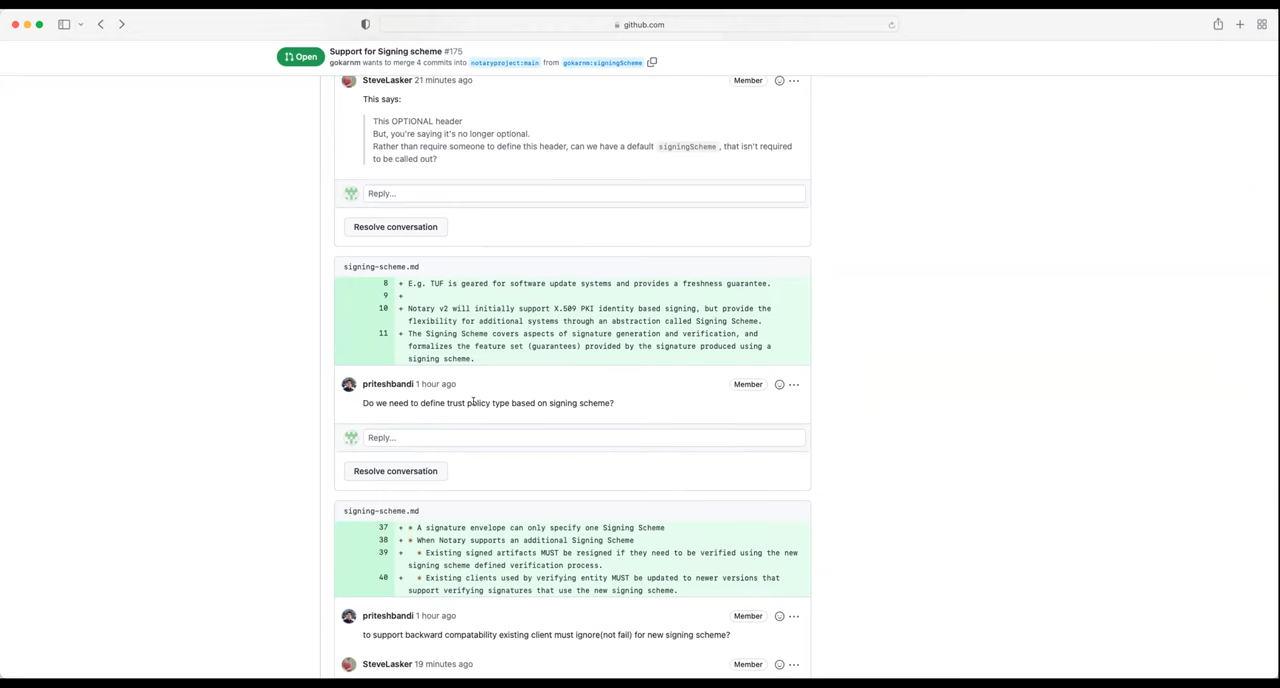 github.com
Open
Support for Signing scheme #175
gokarnm wants to merge 4 commits into notaryproject:main from gokarnm:signingScheme
SteveLasker 21 minutes ago
Member
This says:
This OPTIONAL header
But, you're saying it's no longer optional.
Rather than require someone to define this header, can we have a default signingScheme, that isn't required
to be called out?
Reply...
Resolve conversation
signing-scheme.md
8 + E.g. TUF is geared for software update systems and provides a freshness guarantee.
9 +
10 + Notary v2 will initially support X.509 PKI identity based signing, but provide the
flexibility for additional systems through an abstraction called Signing Scheme.
11 + The Signing Scheme covers aspects of signature generation and verification, and
formalizes the feature set (guarantees) provided by the signature produced using a
signing scheme.
priteshbandi 1 hour ago
Member
Do we need to define trust policy type based on signing scheme?
Reply...
Resolve conversation
signing-scheme.md
37 + * A signature envelope can only specify one Signing Scheme
38 + * When Notary supports an additional Signing Scheme
39 + * Existing signed artifacts MUST be resigned if they need to be verified using the new
signing scheme defined verification process.
40 + * Existing clients used by verifying entity MUST be updated to newer versions that
support verifying signatures that use the new signing scheme.
priteshbandi 1 hour ago
Member
to support backward compatability existing client must ignore(not fail) for new signing scheme?
SteveLasker 19 minutes ago
Member